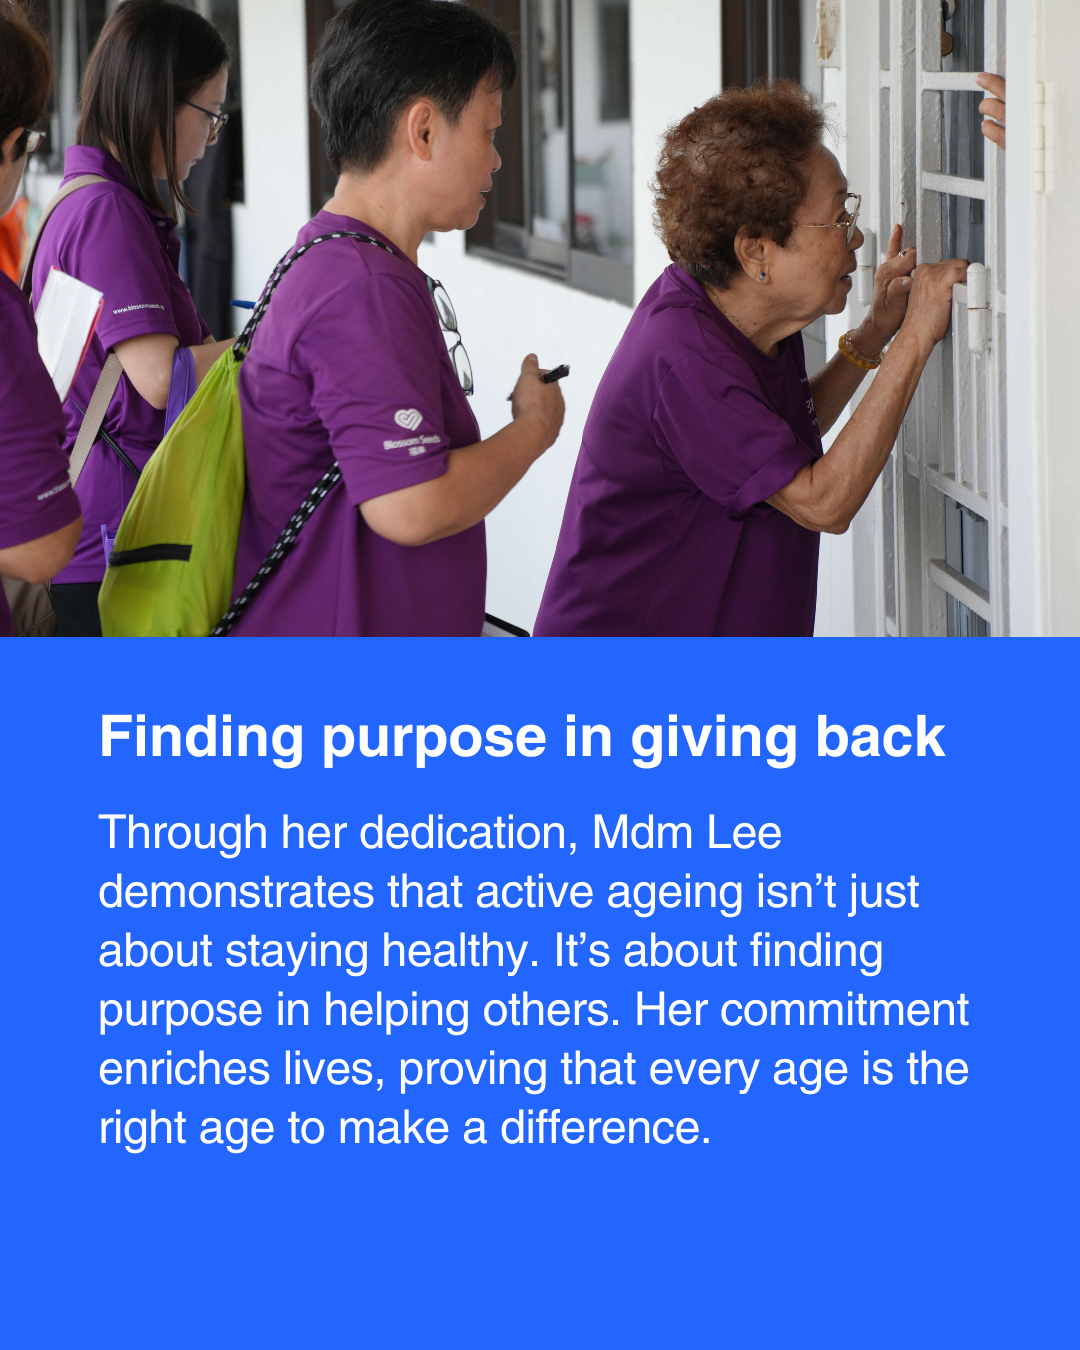 www.blossomseeds
Blossom Seeds
www.b
Finding purpose in giving back
Through her dedication, Mdm Lee
demonstrates that active ageing isn’t just
about staying healthy. It’s about finding
purpose in helping others. Her commitment
enriches lives, proving that every age is the
right age to make a difference.